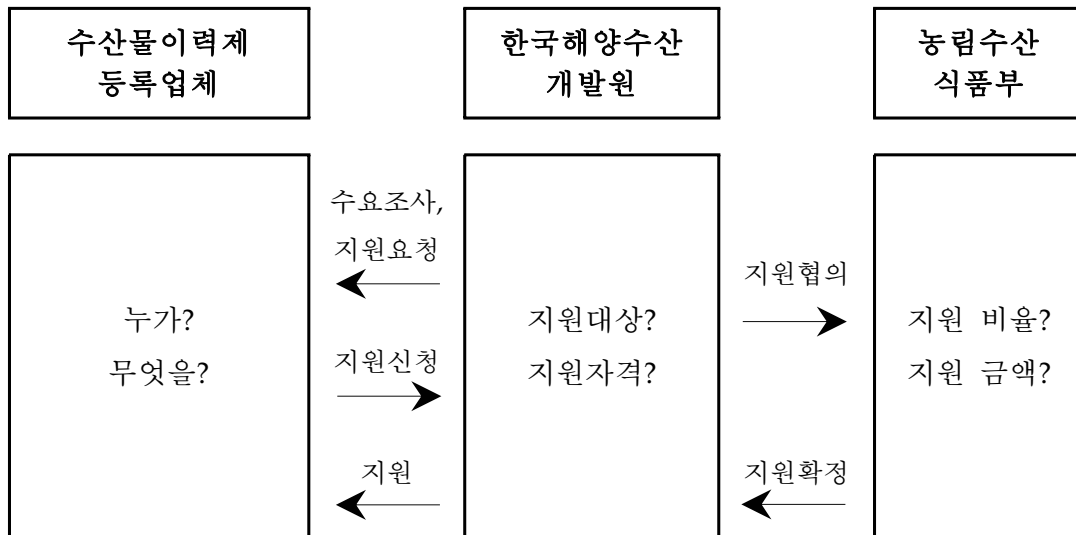 수산물이력제
등록업체
한국해양수산
개발원
농림수산
식품부
수요조사,
지원요청
누가?
무엇을?
지원신청
지원
지원대상?
지원자격?
지원협의
지원확정
지원 비율?
지원 금액?